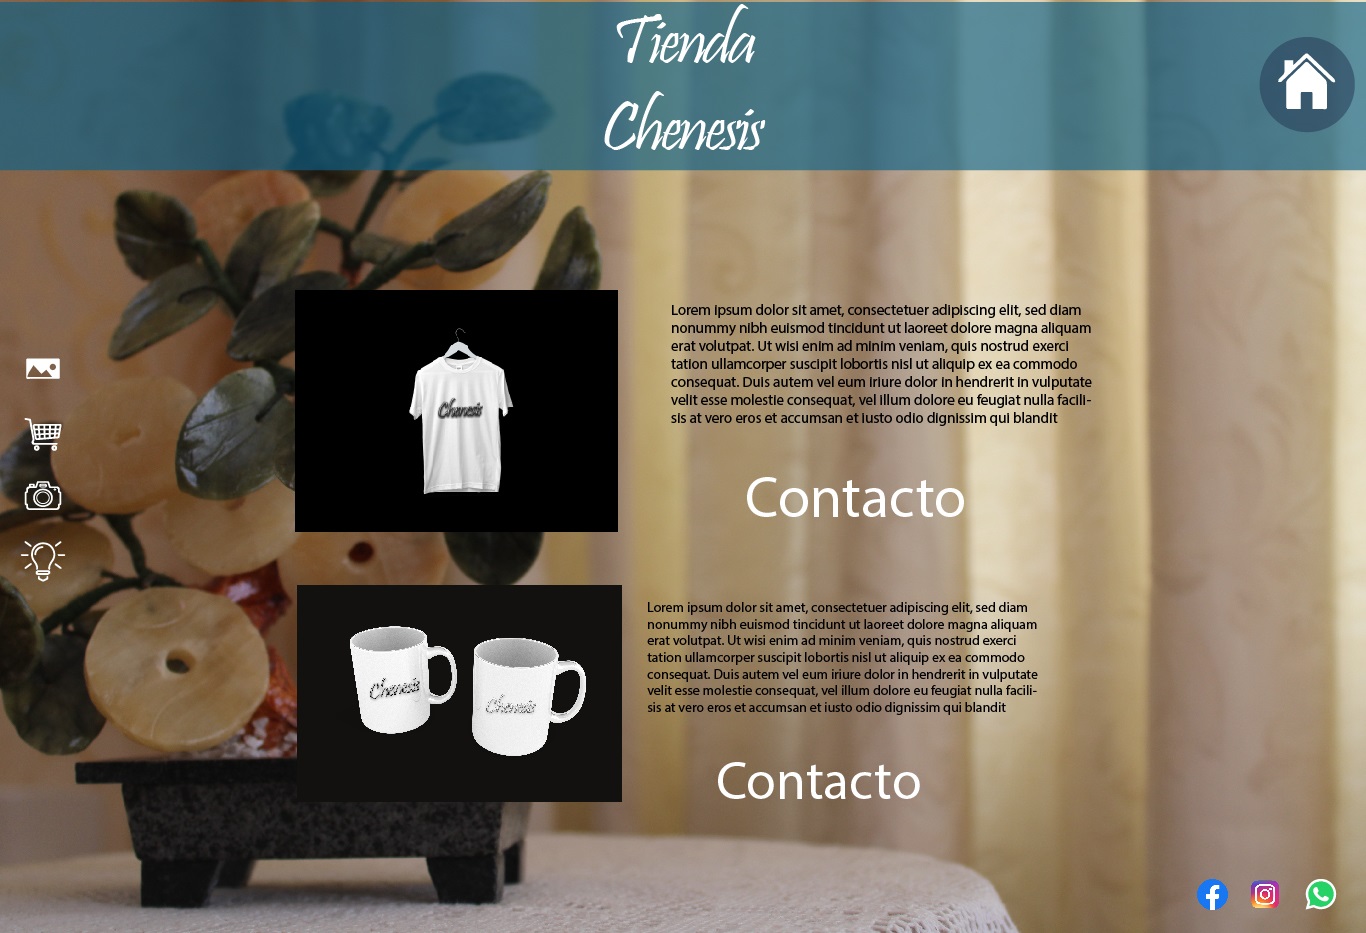 Tienda
Chenesis
Chenesis
Lorem ipsum dolor sit amet, consectetuer adipiscing elit, sed diam
nonummy nibh euismod tincidunt ut laoreet dolore magna aliquam
erat volutpat. Ut wisi enim ad minim veniam, quis nostrud exerci
tation ullamcorper suscipit lobortis nisl ut aliquip ex ea commodo
consequat. Duis autem vel eum iriure dolor in hendrerit in vulputate
velit esse molestie consequat, vel illum dolore eu feugiat nulla facili-
sis at vero eros et accumsan et iusto odio dignissim qui blandit
Contacto
Chenesis
Chenesis
Lorem ipsum dolor sit amet, consectetuer adipiscing elit, sed diam
nonummy nibh euismod tincidunt ut laoreet dolore magna aliquam
erat volutpat. Ut wisi enim ad minim veniam, quis nostrud exerci
tation ullamcorper suscipit lobortis nisl ut aliquip ex ea commodo
consequat. Duis autem vel eum iriure dolor in hendrerit in vulputate
velit esse molestie consequat, vel illum dolore eu feugiat nulla facili-
sis at vero eros et accumsan et iusto odio dignissim qui blandit
Contacto